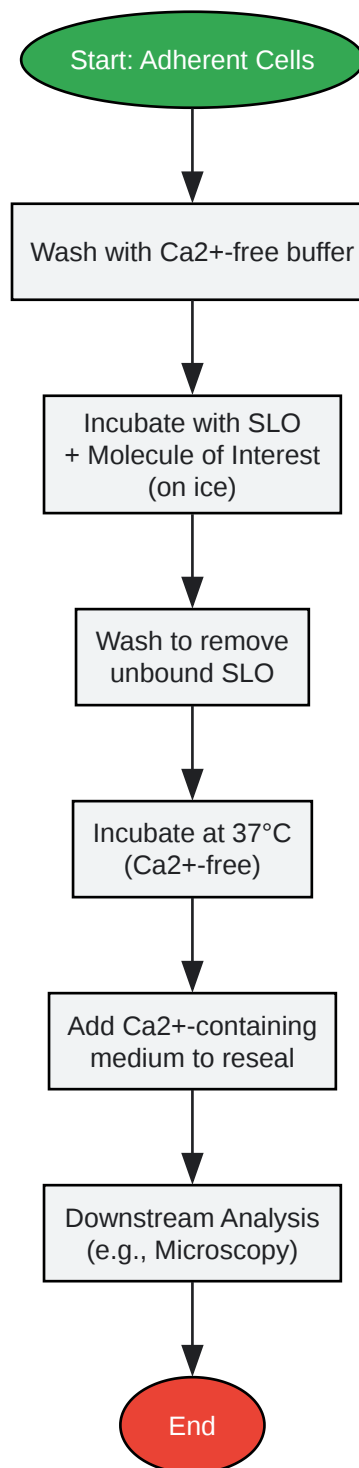 Start: Adherent Cells
Wash with Ca2+-free buffer
Incubate with SLO
+ Molecule of Interest
(on ice)
Wash to remove
unbound SLO
Incubate at 37°C
(Ca2+-free)
Add Ca2+-containing
medium to reseal
Downstream Analysis
(e.g., Microscopy)
End